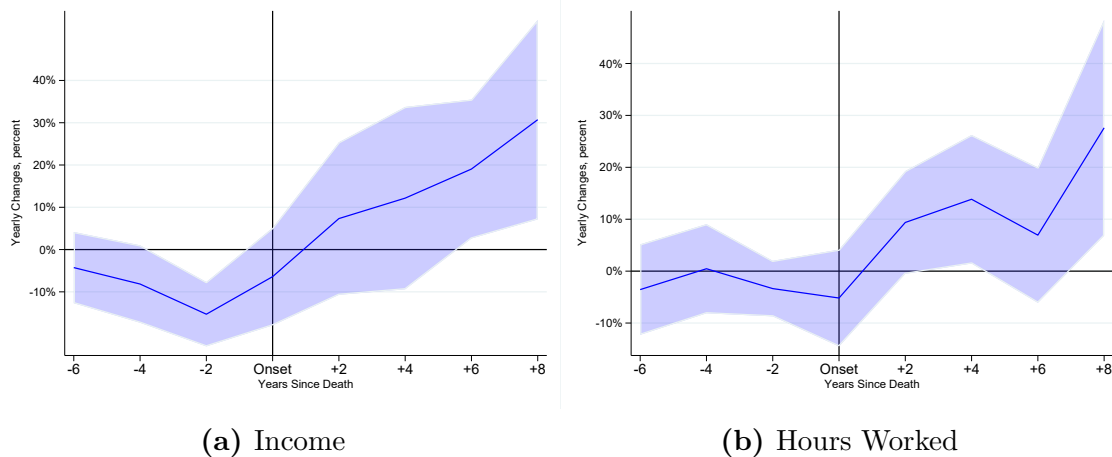 Yearly Changes, percent
40%
30%
20%
10%
0%
-10%
-6 -4 -2 Onset +2 +4 +6 +8
Years Since Death
(a) Income
Yearly Changes, percent
40%
30%
20%
10%
0%
-10%
-6 -4 -2 Onset +2 +4 +6 +8
Years Since Death
(b) Hours Worked